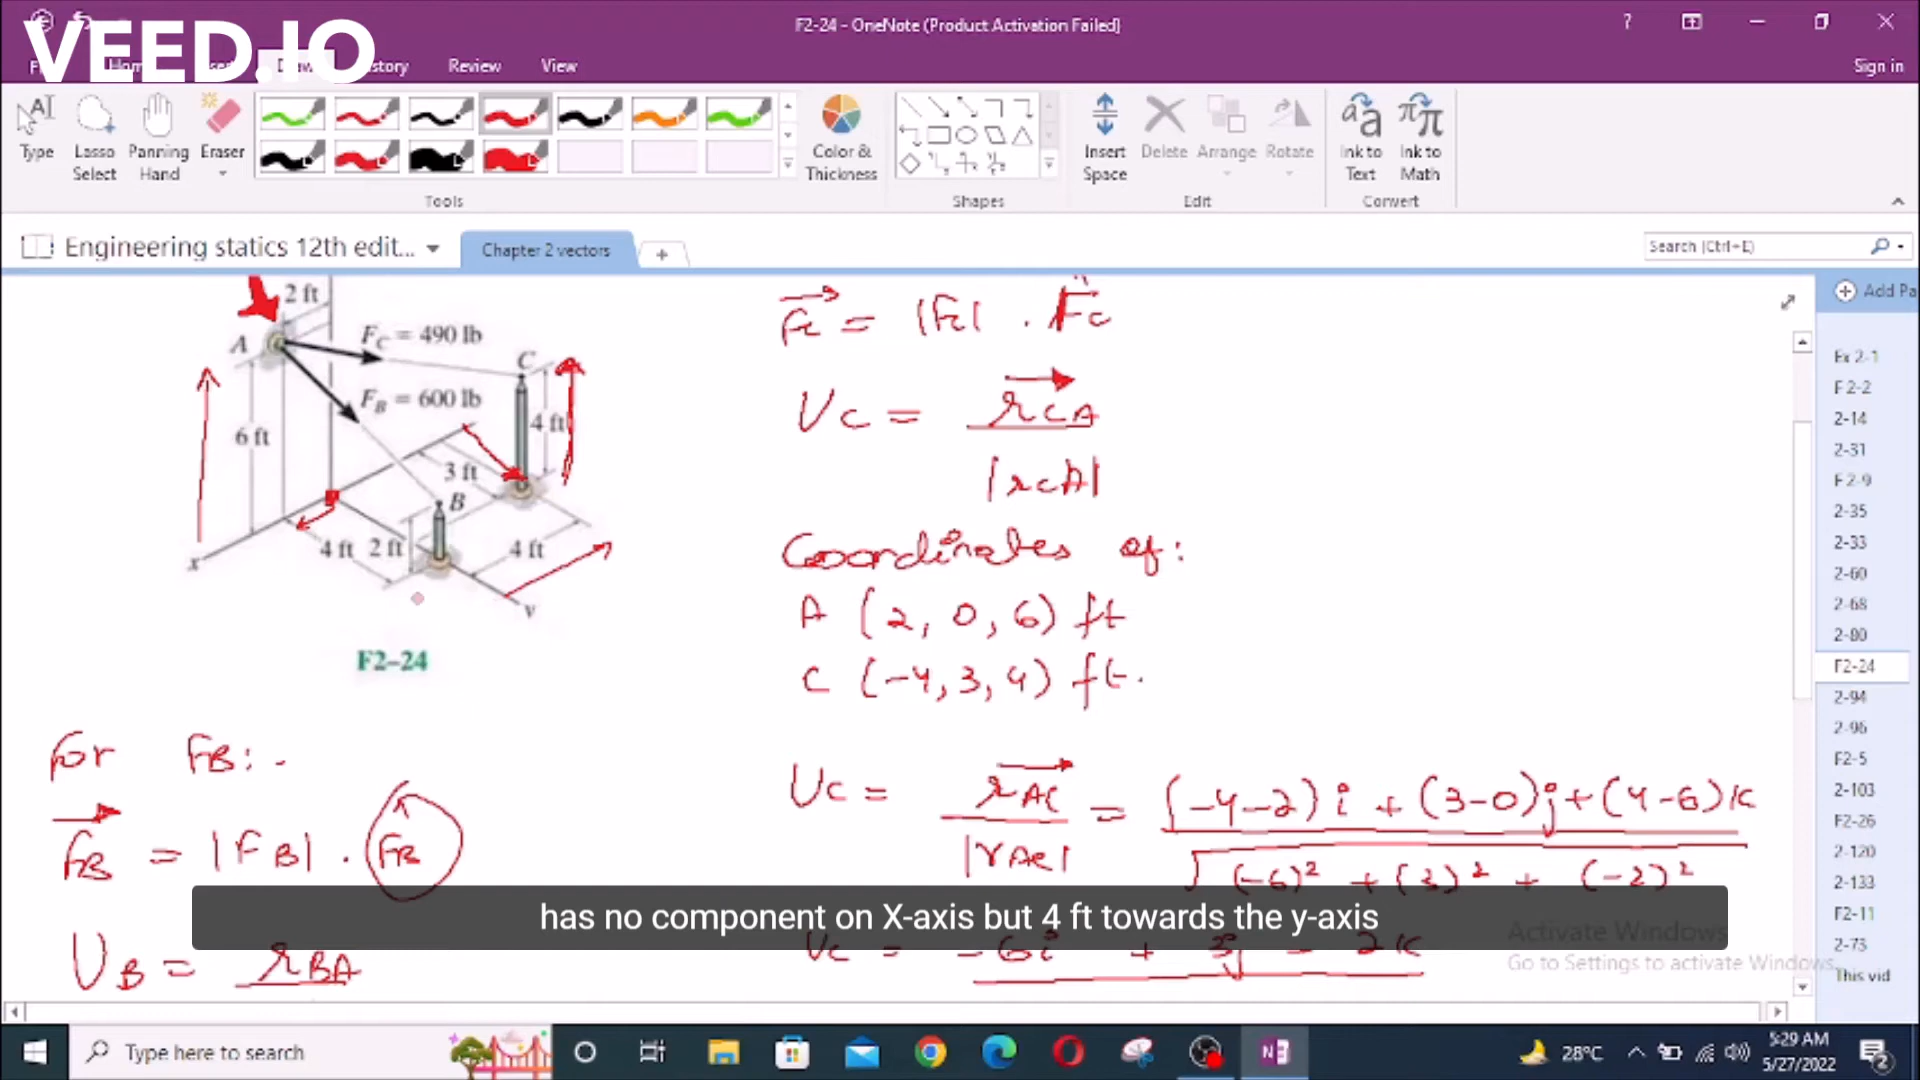 F2-24 - OneNote (Product Activation Failed)
VEED.IO
Review
View
Sign in
Type
Lasso Select
Panning Hand
Eraser
Color & Thickness
Insert Space
Delete
Arrange
Rotate
Ink to Text
Ink to Math
Tools
Shapes
Edit
Convert
Engineering statics 12th edit...
Chapter 2 vectors
Search (Ctrl+E)
Add Pa
2 ft
A
F_C = 490 lb
C
F_B = 600 lb
4 ft
6 ft
3 ft
B
4 ft
2 ft
4 ft
x
y
F2–24
For FB:-
FB = |FB| . FB
UB = rBA
Fc = |Fc| . Fc
Uc = rCA
|rCA|
Coordinates of:
A (2, 0, 6) ft
C (-4, 3, 4) ft.
Uc = rAC = (-4-2)i + (3-0)j + (4-6)k
|rAC| √(-6)² + (3)² + (-2)²
Uc = -6i + 3j - 2k
has no component on X-axis but 4 ft towards the y-axis
Activate Windows
Go to Settings to activate Windows.
Ex 2-1
F 2-2
2-14
2-31
F 2-9
2-35
2-33
2-60
2-68
2-80
F2-24
2-94
2-96
F2-5
2-103
F2-26
2-120
2-133
F2-11
2-73
This vid
Type here to search
28°C
5:29 AM
5/27/2022
2